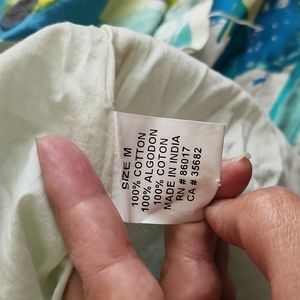 SIZE M
100% COTTON
100% ALGODON
100% COTON
MADE IN INDIA
RN # 86017
CA # 35682